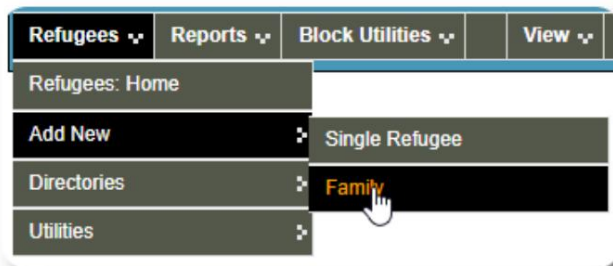 Refugees Reports Block Utilities View
Refugees: Home
Add New Single Refugee
Directories Family
Utilities